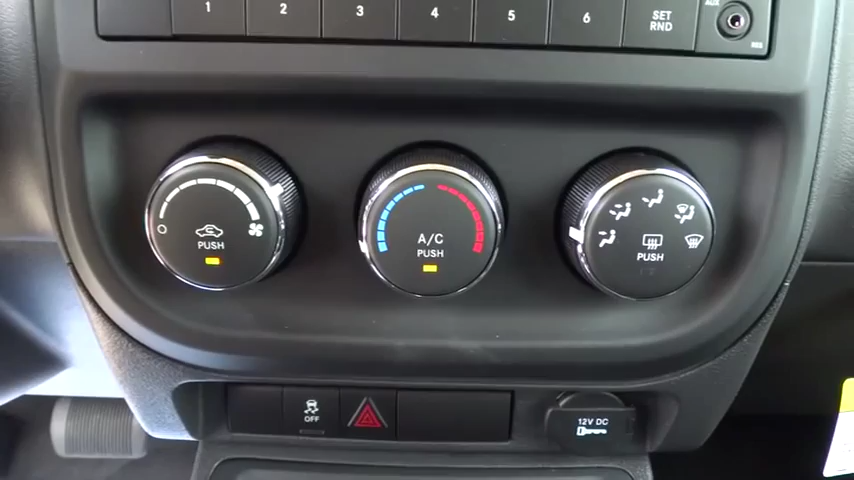 1 2 3 4 5 6 SET
RND
AUX
PUSH
A/C
PUSH
PUSH
OFF
12V DC